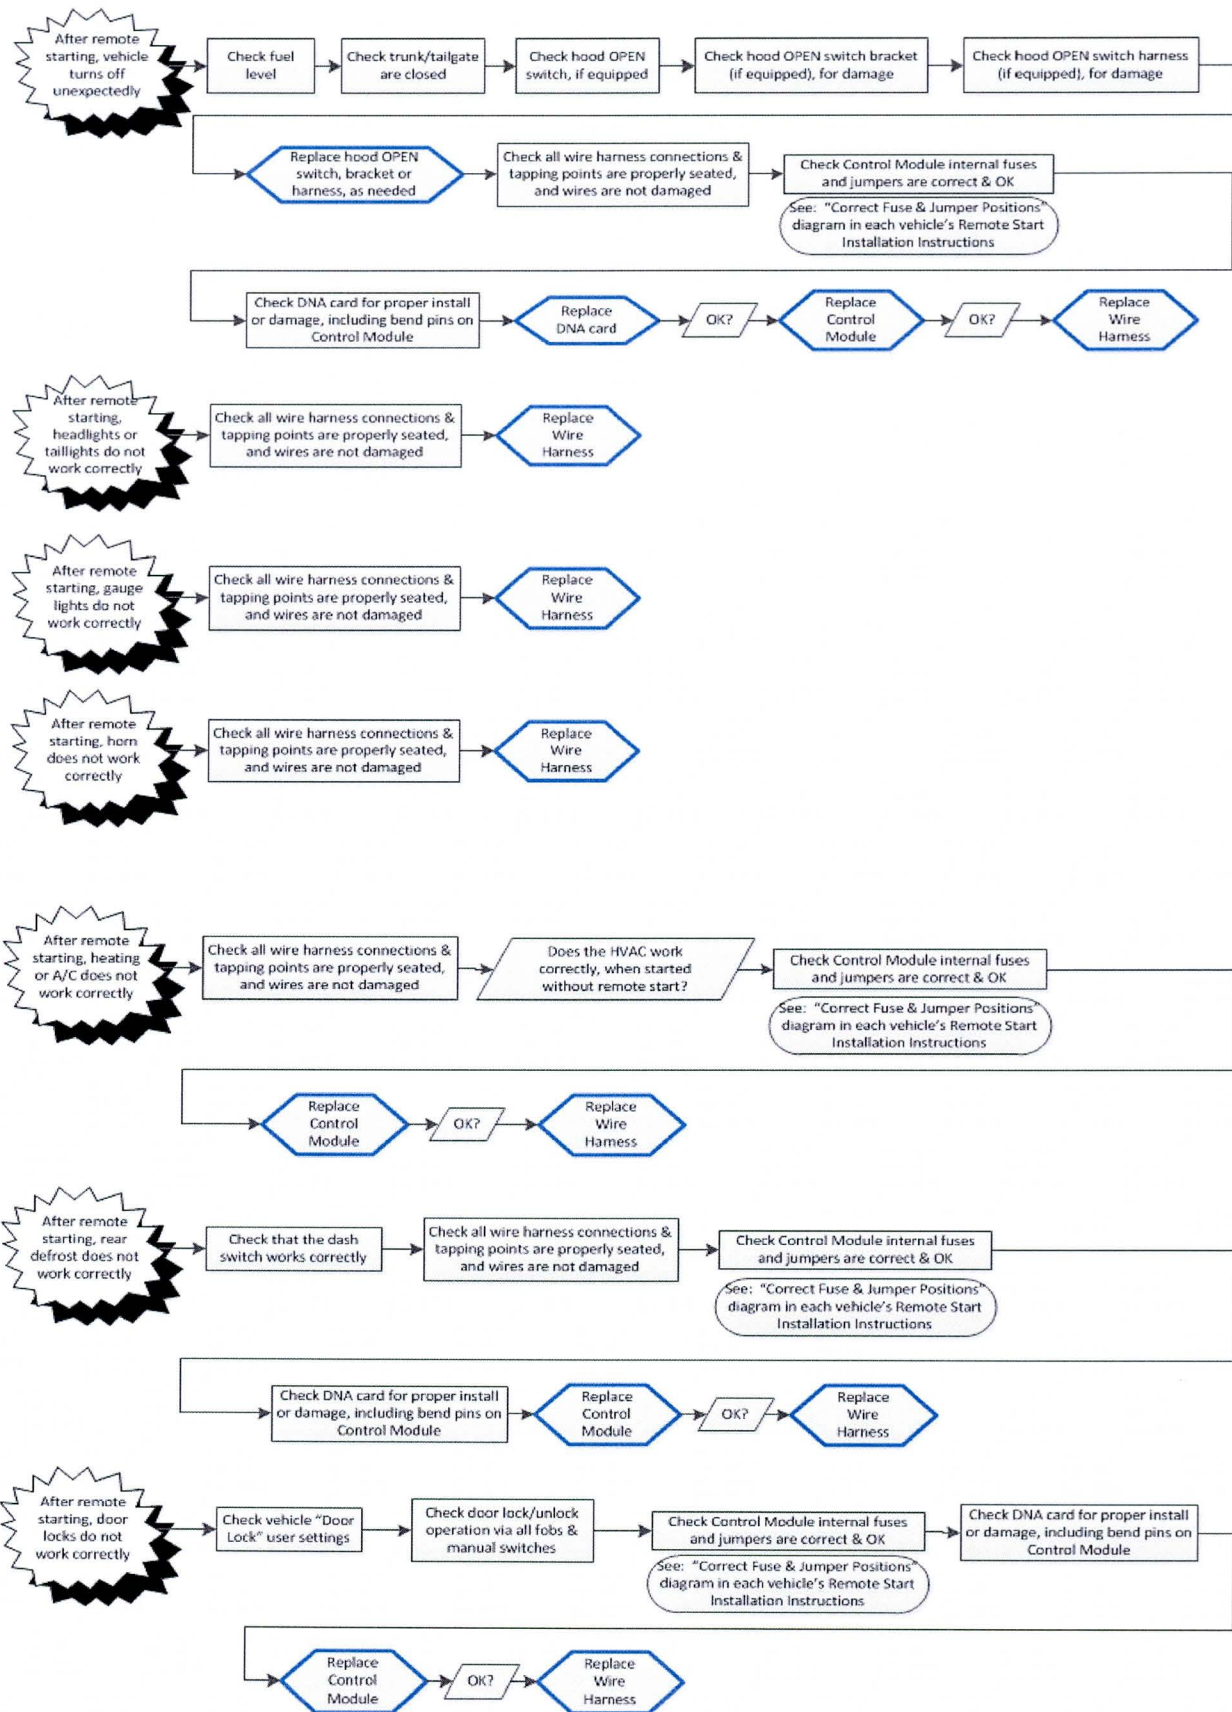 After remote
starting, vehicle
turns off
unexpectedly
Check fuel
level
Check trunk/tailgate
are closed
Check hood OPEN
switch, if equipped
Check hood OPEN switch bracket
(if equipped), for damage
Check hood OPEN switch harness
(if equipped), for damage
Replace hood OPEN
switch, bracket or
harness, as needed
Check all wire harness connections &
tapping points are properly seated,
and wires are not damaged
Check Control Module internal fuses
and jumpers are correct & OK
See: "Correct Fuse & Jumper Positions"
diagram in each vehicle's Remote Start
Installation Instructions
Check DNA card for proper install
or damage, including bend pins on
Control Module
Replace
DNA card
OK?
Replace
Control
Module
OK?
Replace
Wire
Harness
After remote
starting,
headlights or
taillights do not
work correctly
Check all wire harness connections &
tapping points are properly seated,
and wires are not damaged
Replace
Wire
Harness
After remote
starting, gauge
lights do not
work correctly
Check all wire harness connections &
tapping points are properly seated,
and wires are not damaged
Replace
Wire
Harness
After remote
starting, horn
does not work
correctly
Check all wire harness connections &
tapping points are properly seated,
and wires are not damaged
Replace
Wire
Harness
After remote
starting, heating
or A/C does not
work correctly
Check all wire harness connections &
tapping points are properly seated,
and wires are not damaged
Does the HVAC work
correctly, when started
without remote start?
Check Control Module internal fuses
and jumpers are correct & OK
See: "Correct Fuse & Jumper Positions"
diagram in each vehicle's Remote Start
Installation Instructions
Replace
Control
Module
OK?
Replace
Wire
Harness
After remote
starting, rear
defrost does not
work correctly
Check that the dash
switch works correctly
Check all wire harness connections &
tapping points are properly seated,
and wires are not damaged
Check Control Module internal fuses
and jumpers are correct & OK
See: "Correct Fuse & Jumper Positions"
diagram in each vehicle's Remote Start
Installation Instructions
Check DNA card for proper install
or damage, including bend pins on
Control Module
Replace
Control
Module
OK?
Replace
Wire
Harness
After remote
starting, door
locks do not
work correctly
Check vehicle "Door
Lock" user settings
Check door lock/unlock
operation via all fobs &
manual switches
Check Control Module internal fuses
and jumpers are correct & OK
See: "Correct Fuse & Jumper Positions"
diagram in each vehicle's Remote Start
Installation Instructions
Check DNA card for proper install
or damage, including bend pins on
Control Module
Replace
Control
Module
OK?
Replace
Wire
Harness